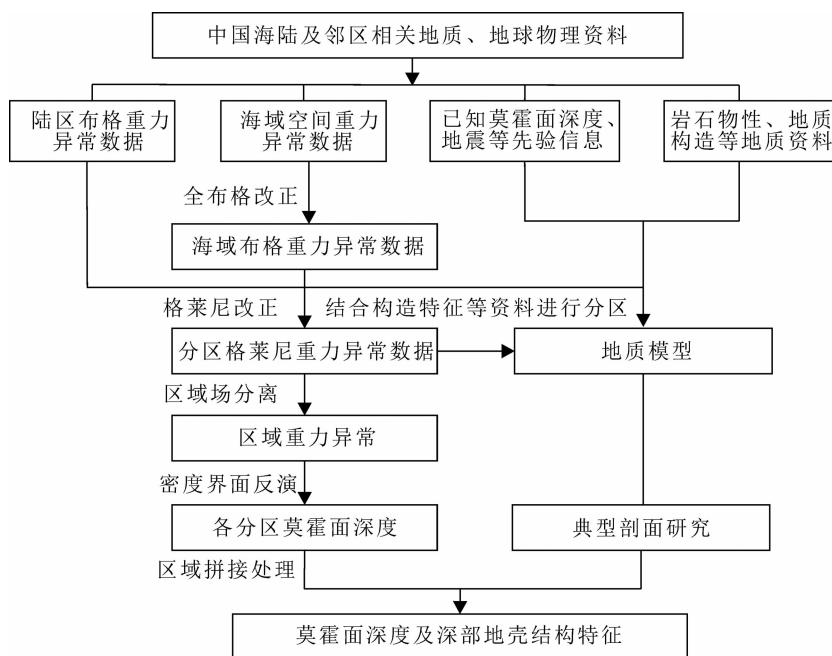 中国海陆及邻区相关地质、地球物理资料
陆区布格重力
异常数据
海域空间重力
异常数据
已知莫霍面深度、
地震等先验信息
岩石物性、地质
构造等地质资料
全布格改正
海域布格重力异常数据
格莱尼改正
结合构造特征等资料进行分区
分区格莱尼重力异常数据
地质模型
区域场分离
区域重力异常
密度界面反演
各分区莫霍面深度
典型剖面研究
区域拼接处理
莫霍面深度及深部地壳结构特征